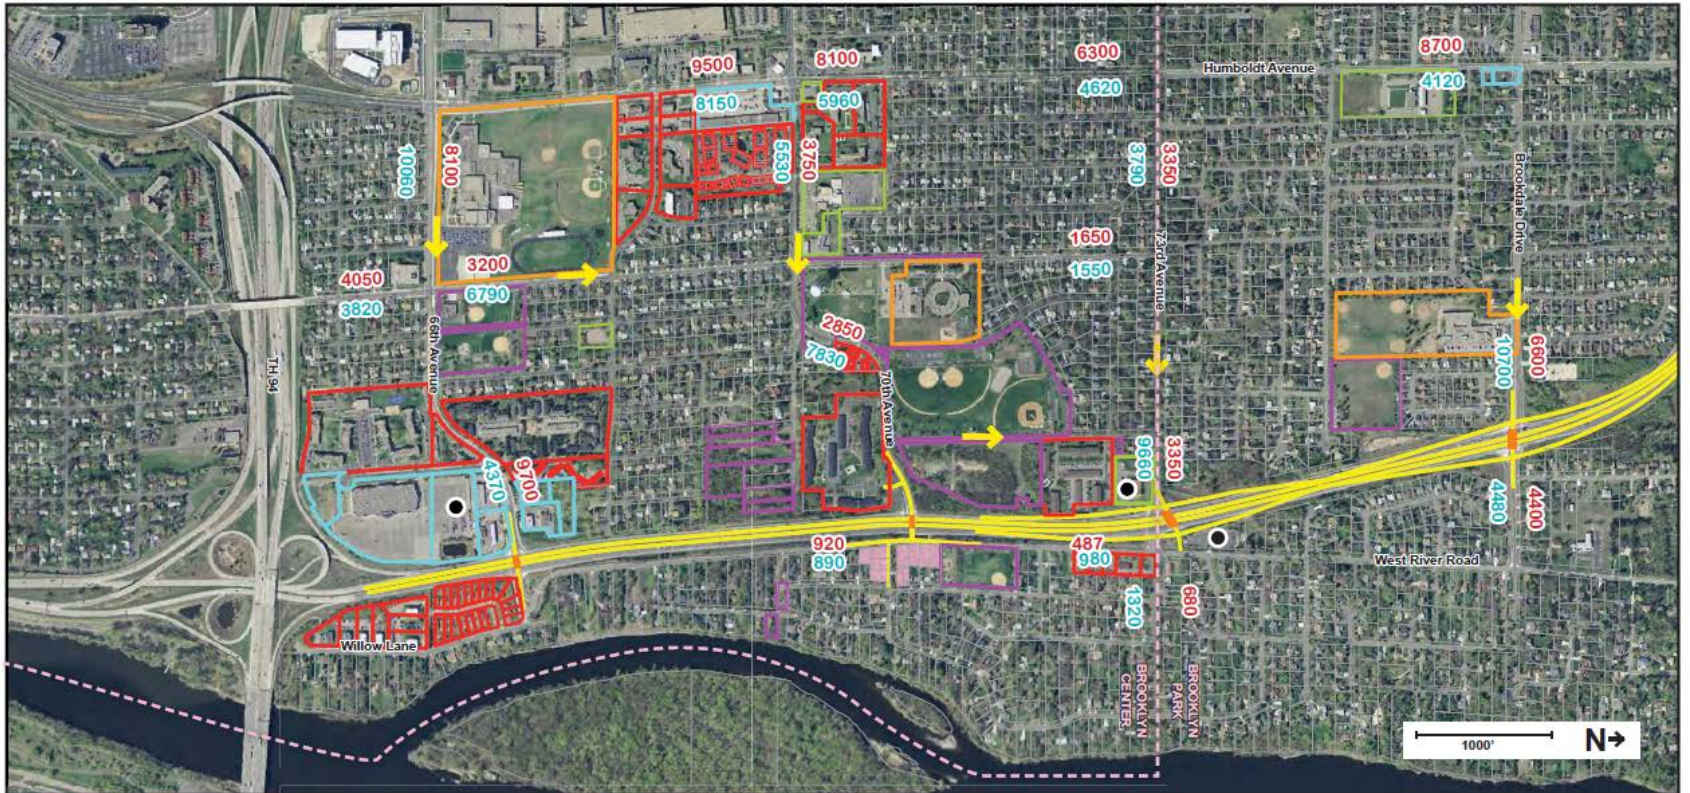 8700
6300
8100
9500
Humboldt Avenue
4120
4620
5960
8150
10060
8100
5530
3750
3790
3350
Brookdale Drive
1650
1550
73rd Avenue
4050
3820
3200
6790
66th Avenue
TH 94
2850
7830
70th Avenue
10700
6600
4370
9700
9660
3350
4480
4400
920
890
487
980
West River Road
1320
680
Willow Lane
BROOKLYN
CENTER
BROOKLYN
PARK
1000'
N